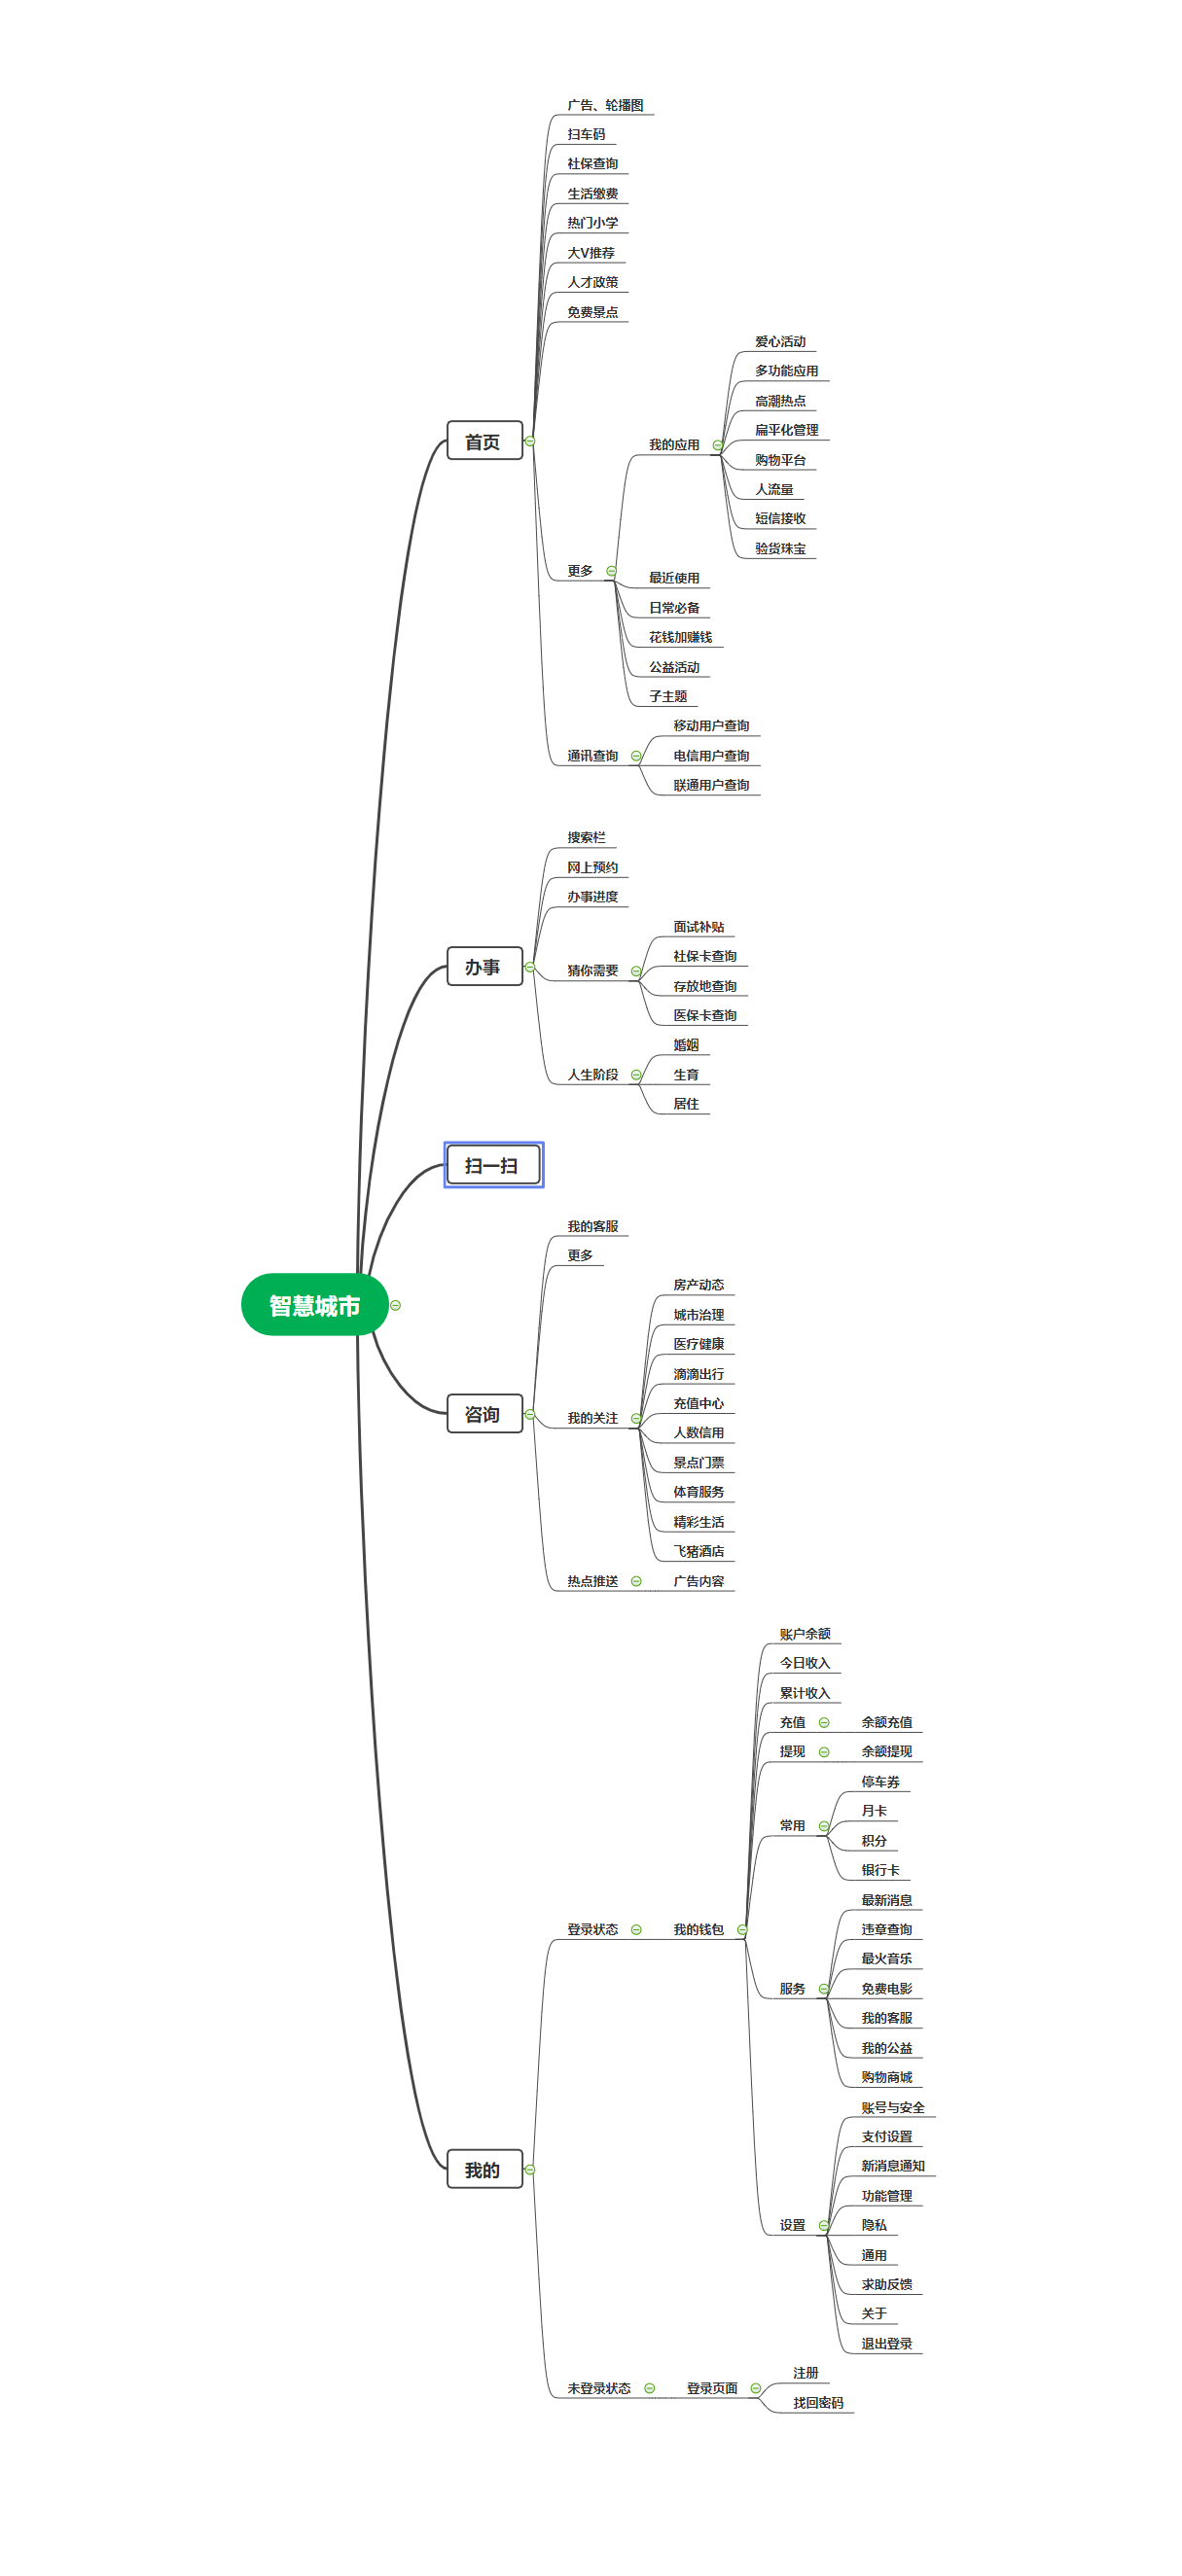 广告、轮播图
扫车码
社保查询
生活缴费
热门小学
大V推荐
人才政策
免费景点
爱心活动
多功能应用
高潮热点
扁平化管理
首页
我的应用
购物平台
人流量
短信接收
验货珠宝
更多
最近使用
日常必备
花钱加赚钱
公益活动
子主题
移动用户查询
通讯查询
电信用户查询
联通用户查询
搜索栏
网上预约
办事进度
面试补贴
社保卡查询
办事
猜你需要
存放地查询
医保卡查询
婚姻
人生阶段
生育
居住
扫一扫
我的客服
更多
房产动态
智慧城市
城市治理
医疗健康
滴滴出行
充值中心
咨询
我的关注
人数信用
景点门票
体育服务
精彩生活
飞猪酒店
热点推送
广告内容
账户余额
今日收入
累计收入
充值
余额充值
提现
余额提现
停车券
月卡
常用
积分
银行卡
最新消息
登录状态
我的钱包
违章查询
最火音乐
服务
免费电影
我的客服
我的公益
购物商城
账号与安全
支付设置
我的
新消息通知
功能管理
设置
隐私
通用
求助反馈
关于
退出登录
注册
未登录状态
登录页面
找回密码